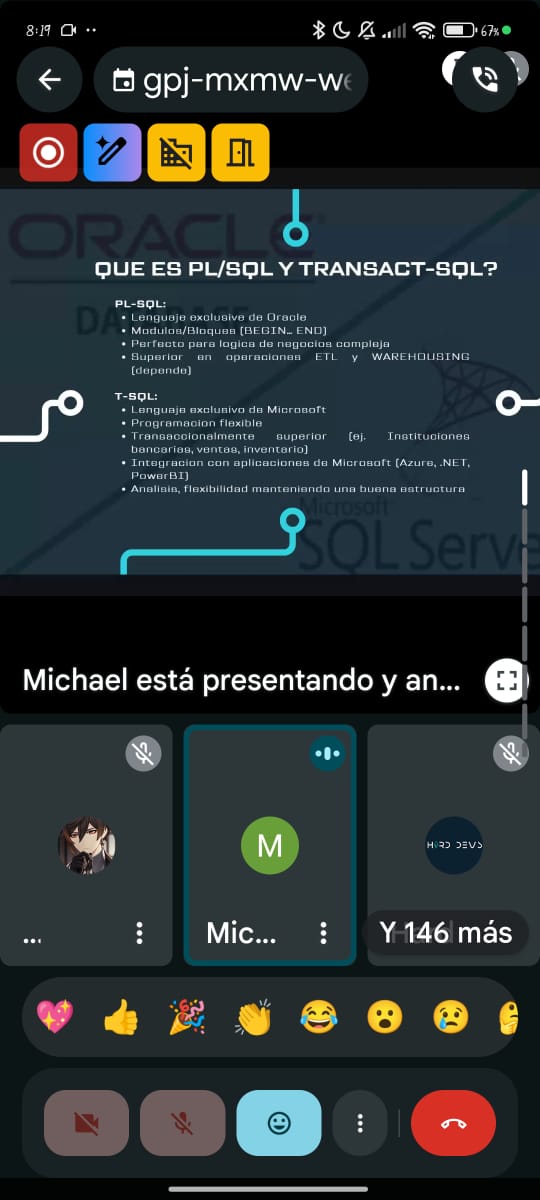 8:19
67%
gpj-mxmw-we
ORACLE
DATABASE
QUE ES PL/SQL Y TRANSACT-SQL?
PL-SQL:
• Lenguaje exclusivo de Oracle
• Modulos/Bloques (BEGIN... END)
• Perfecto para logica de negocios compleja
• Superior en operaciones ETL y WAREHOUSING
(depende)
T-SQL:
• Lenguaje exclusivo de Microsoft
• Programacion flexible
• Transaccionalmente superior (ej. Instituciones
bancarias, ventas, inventario)
• Integracion con aplicaciones de Microsoft (Azure, .NET,
PowerBI)
• Analisis, flexibilidad manteniendo una buena estructura
Microsoft
SQL Serve
Michael está presentando y an...
M
HARD DEVS
...
Mic...
Y 146 más